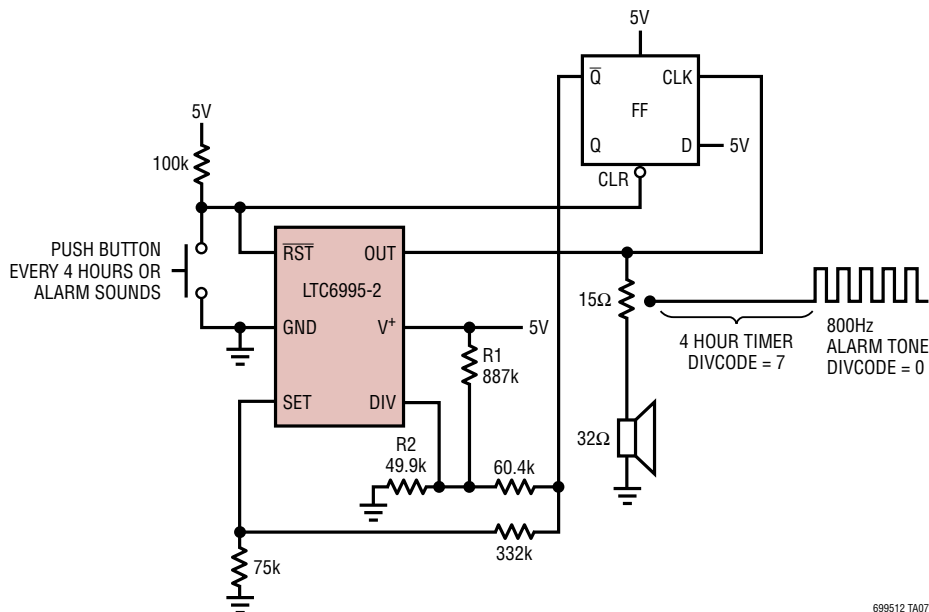 5V
Q̅
CLK
FF
Q
D
5V
CLR
5V
100k
PUSH BUTTON
EVERY 4 HOURS OR
ALARM SOUNDS
R̅S̅T̅
OUT
LTC6995-2
GND
V⁺
5V
SET
DIV
R1
887k
R2
49.9k
60.4k
332k
75k
15Ω
32Ω
4 HOUR TIMER
DIVCODE = 7
800Hz
ALARM TONE
DIVCODE = 0
699512 TA07